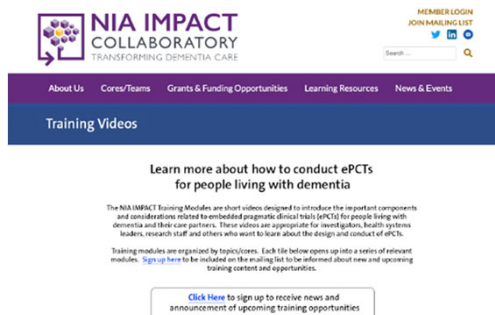 MEMBER LOGIN
JOIN MAILING LIST
NIA IMPACT
COLLABORATORY
TRANSFORMING DEMENTIA CARE
Search ...
About Us Cores/Teams Grants & Funding Opportunities Learning Resources News & Events
Training Videos
Learn more about how to conduct ePCTs
for people living with dementia
The NIA IMPACT Training Modules are short videos designed to introduce the important components
and considerations related to embedded pragmatic clinical trials (ePCTs) for people living with
dementia and their care partners. These videos are appropriate for investigators, health systems
leaders, research staff and others who want to learn about the design and conduct of ePCTs.
Training modules are organized by topics/cores. Each tile below opens up into a series of relevant
modules. Sign up here to be included on the mailing list to be informed about new and upcoming
training content and opportunities.
Click Here to sign up to receive news and
announcement of upcoming training opportunities